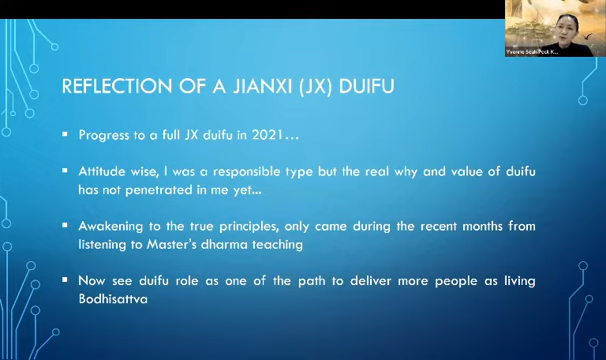 Yvonne Seak Peck K...
REFLECTION OF A JIANXI (JX) DUIFU
Progress to a full JX duifu in 2021…
Attitude wise, I was a responsible type but the real why and value of duifu
has not penetrated in me yet...
Awakening to the true principles, only came during the recent months from
listening to Master's dharma teaching
Now see duifu role as one of the path to deliver more people as living
Bodhisattva